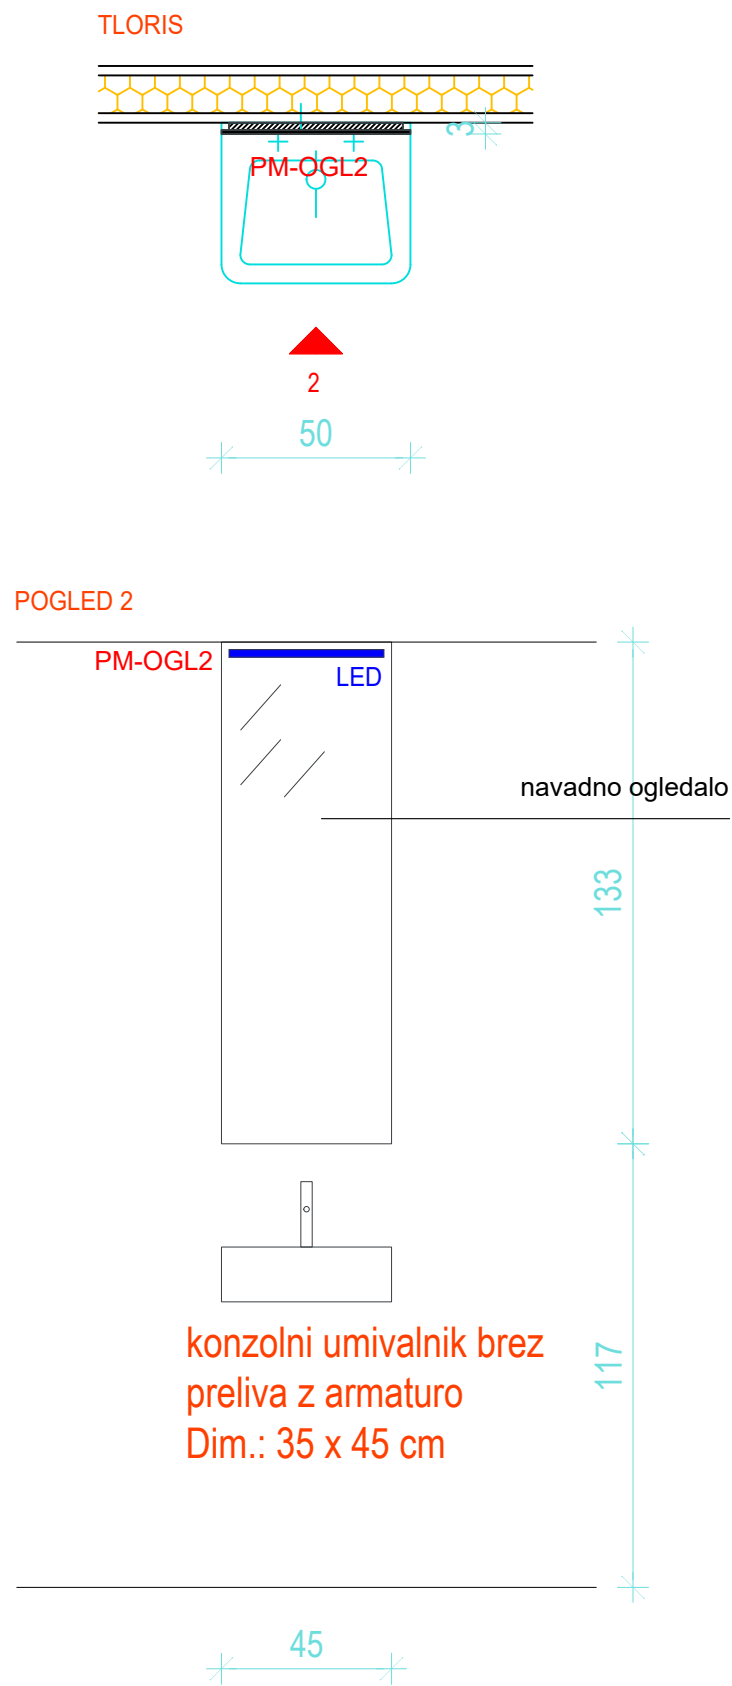 TLORIS
3
PM-OGL2
2
50
POGLED 2
PM-OGL2
LED
navadno ogledalo
133
konzolni umivalnik brez
preliva z armaturo
Dim.: 35 x 45 cm
117
45